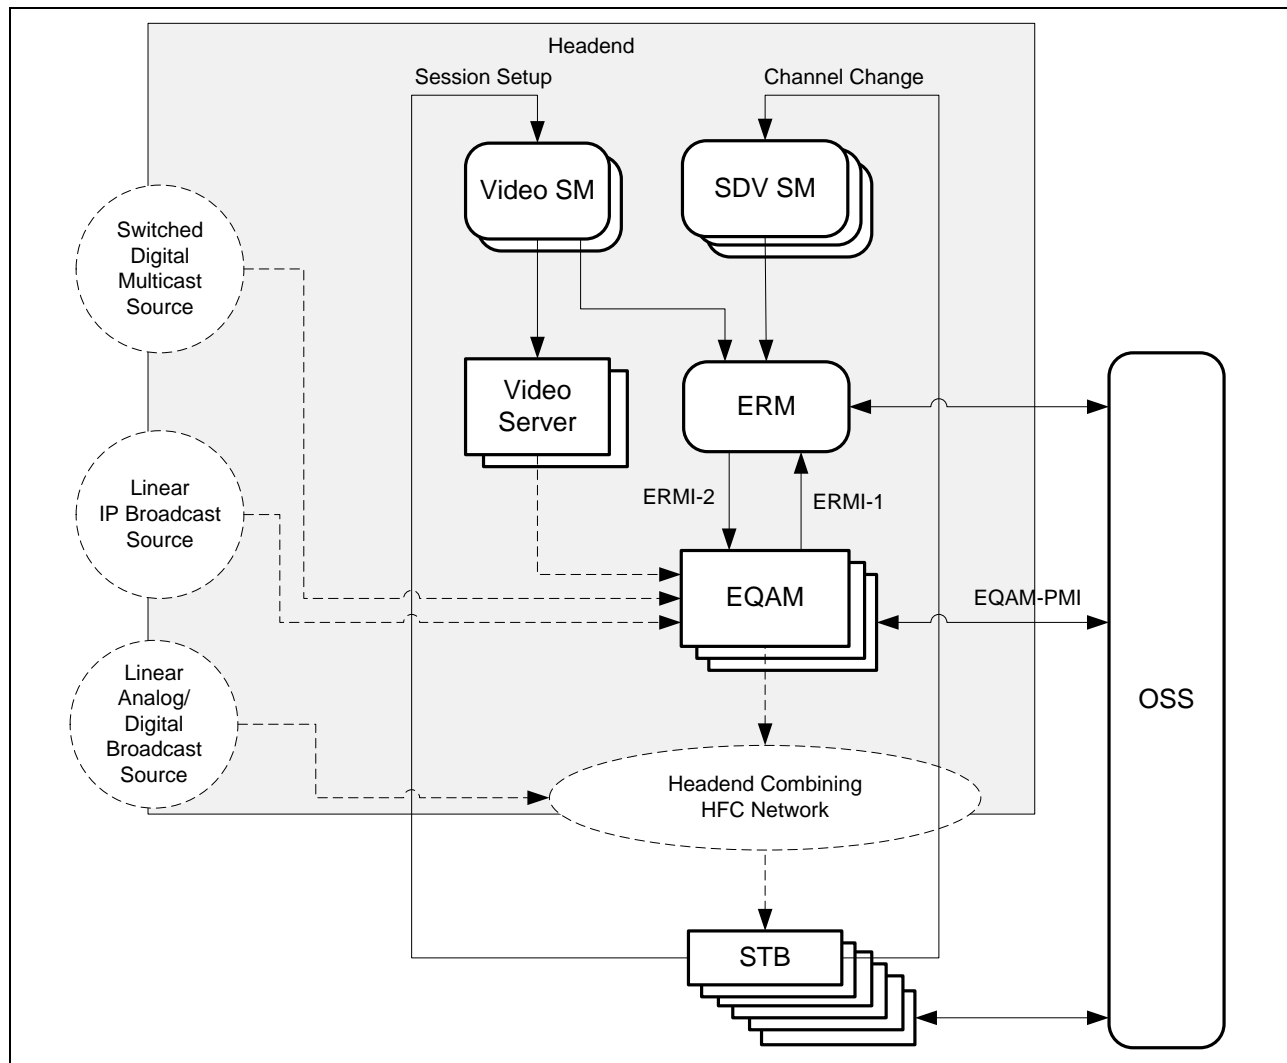 Headend
Session Setup
Channel Change
Video SM
SDV SM
Switched
Digital
Multicast
Source
Video
Server
ERM
Linear
IP Broadcast
Source
ERMI-2
ERMI-1
EQAM
EQAM-PMI
Linear
Analog/
Digital
Broadcast
Source
OSS
Headend Combining
HFC Network
STB